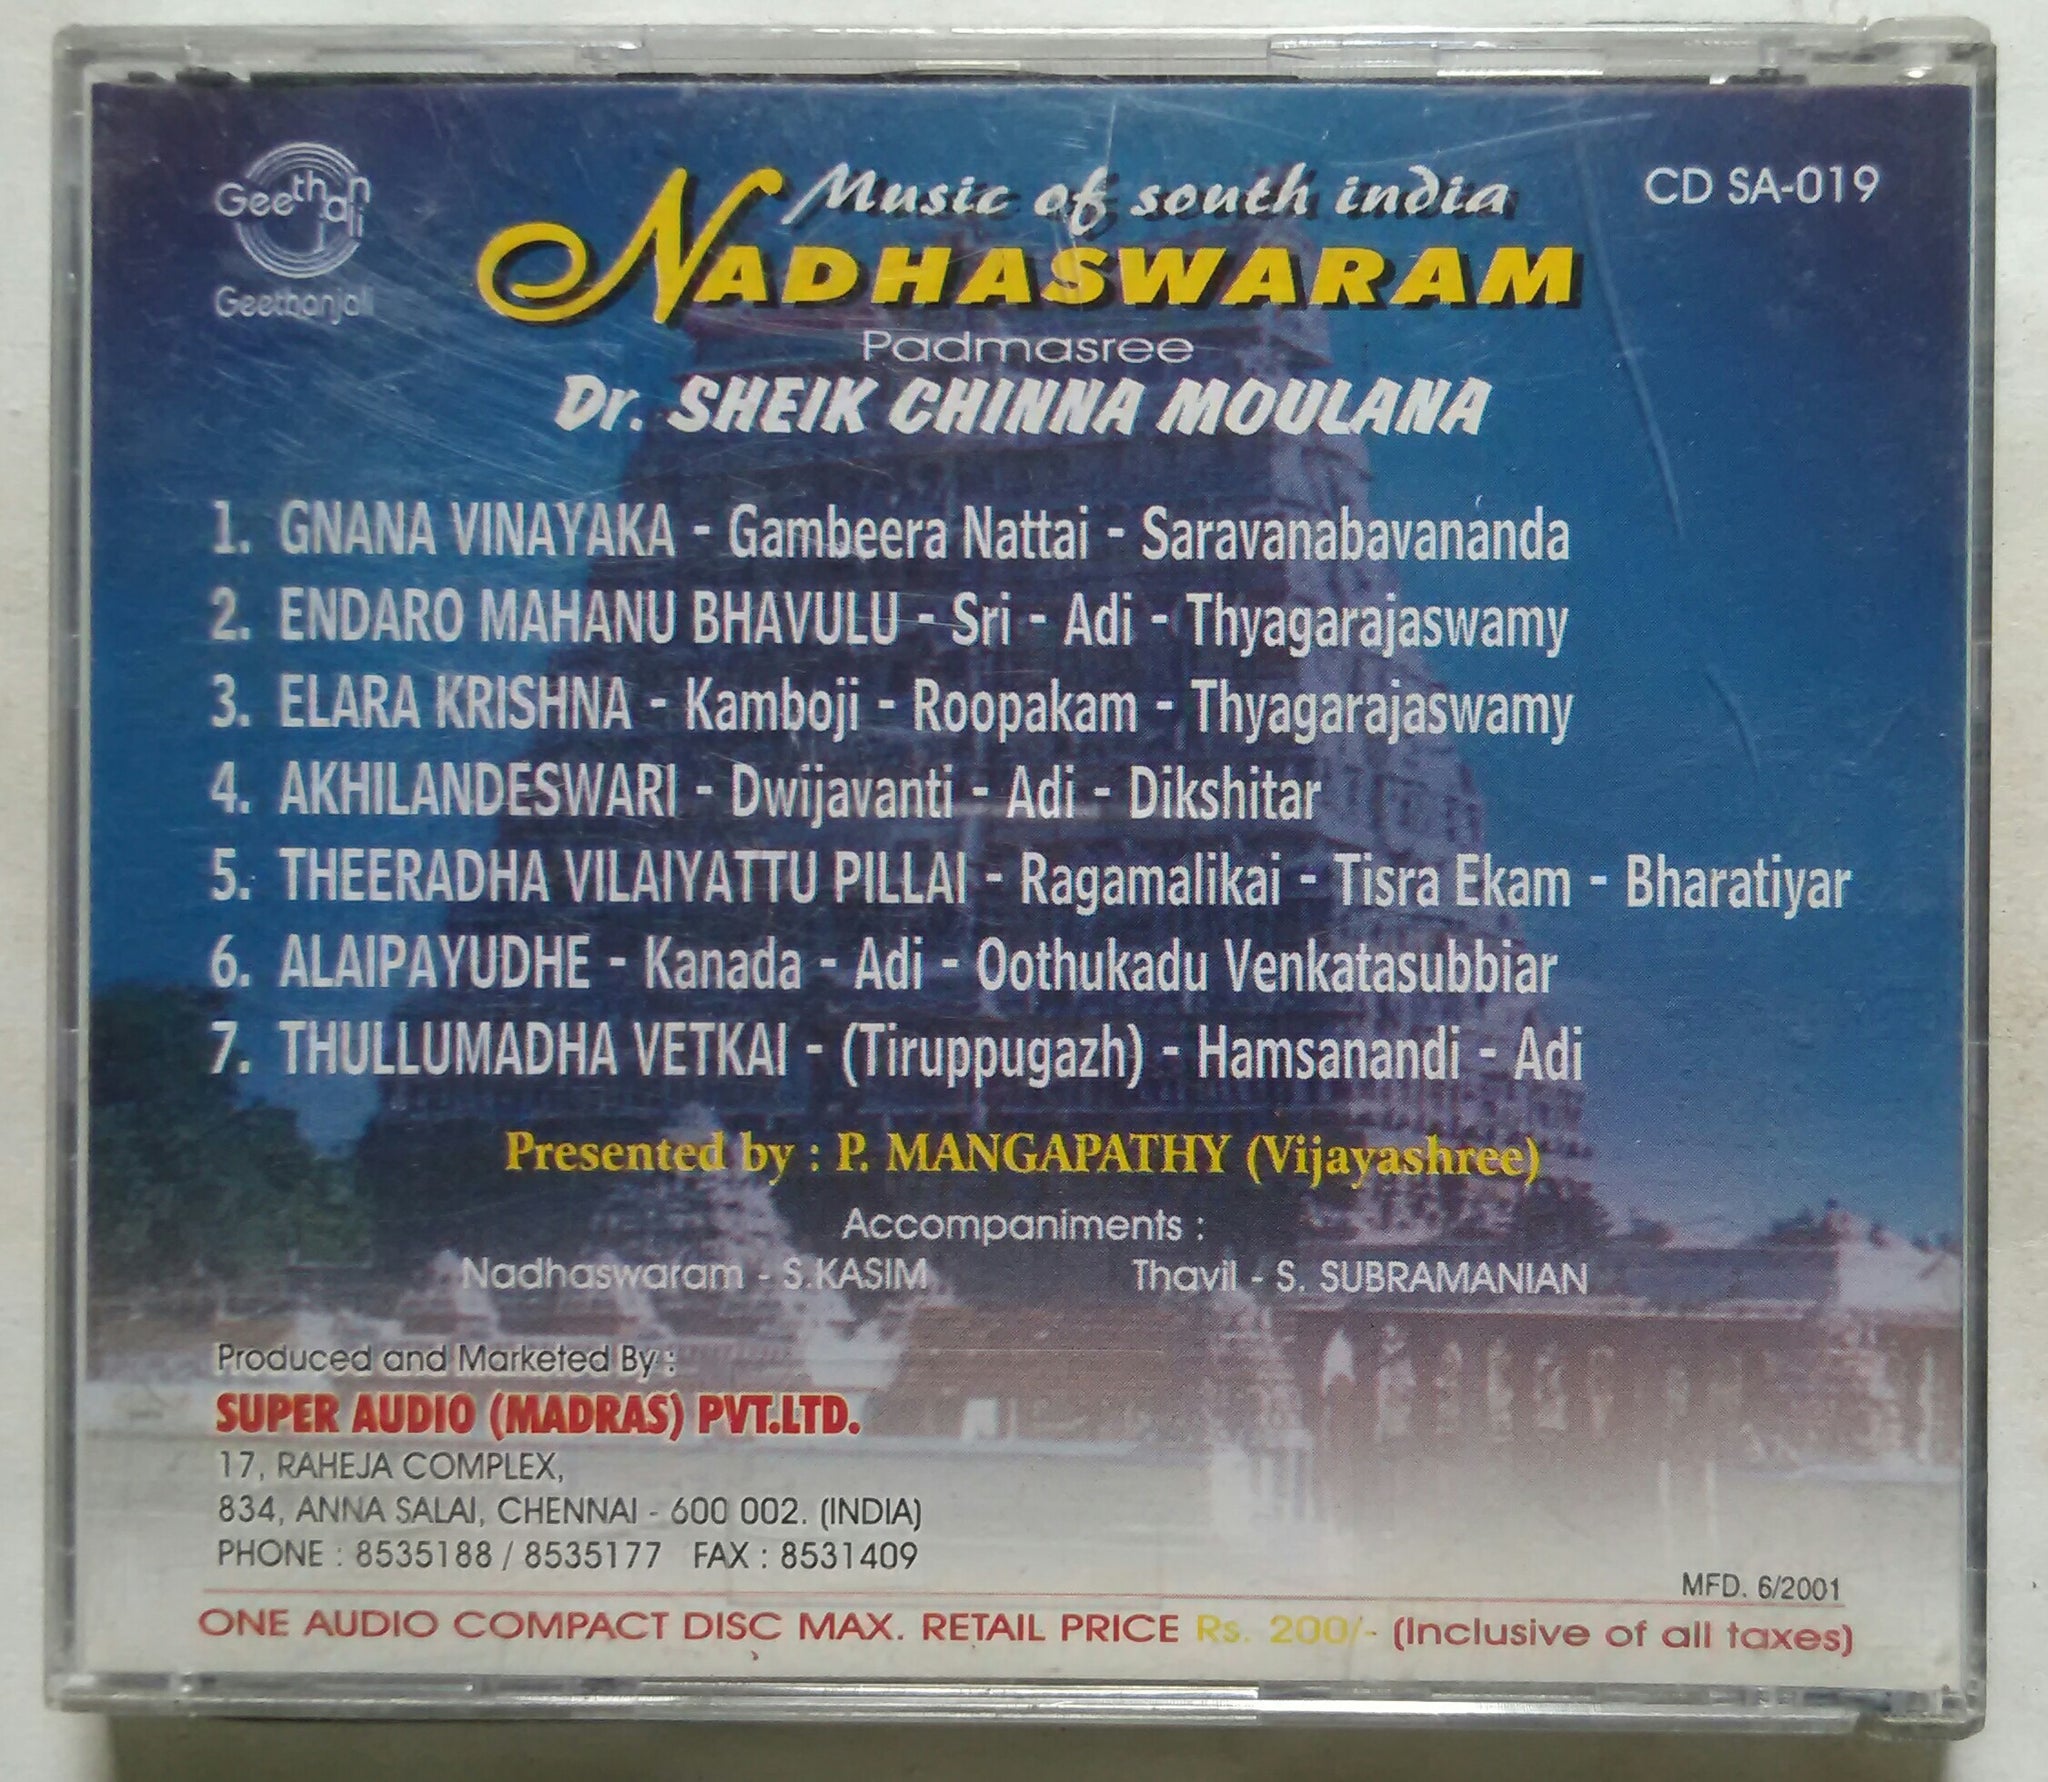 Geethanjali
Geethanjali
Music of south india
CD SA-019
NADHASWARAM
Padmasree
Dr. SHEIK CHINNA MOULANA
1. GNANA VINAYAKA - Gambeera Nattai - Saravanabavananda
2. ENDARO MAHANU BHAVULU - Sri - Adi - Thyagarajaswamy
3. ELARA KRISHNA - Kamboji - Roopakam - Thyagarajaswamy
4. AKHILANDESWARI - Dwijavanti - Adi - Dikshitar
5. THEERADHA VILAIYATTU PILLAI - Ragamalikai - Tisra Ekam - Bharatiyar
6. ALAIPAYUDHE - Kanada - Adi - Oothukadu Venkatasubbiar
7. THULLUMADHA VETKAI - (Tiruppugazh) - Hamsanandi - Adi
Presented by : P. MANGAPATHY (Vijayashree)
Accompaniments :
Nadhaswaram - S.KASIM Thavil - S. SUBRAMANIAN
Produced and Marketed By :
SUPER AUDIO (MADRAS) PVT.LTD.
17, RAHEJA COMPLEX,
834, ANNA SALAI, CHENNAI - 600 002. (INDIA)
PHONE : 8535188 / 8535177 FAX : 8531409
MFD. 6/2001
ONE AUDIO COMPACT DISC MAX. RETAIL PRICE Rs. 200/- (Inclusive of all taxes)